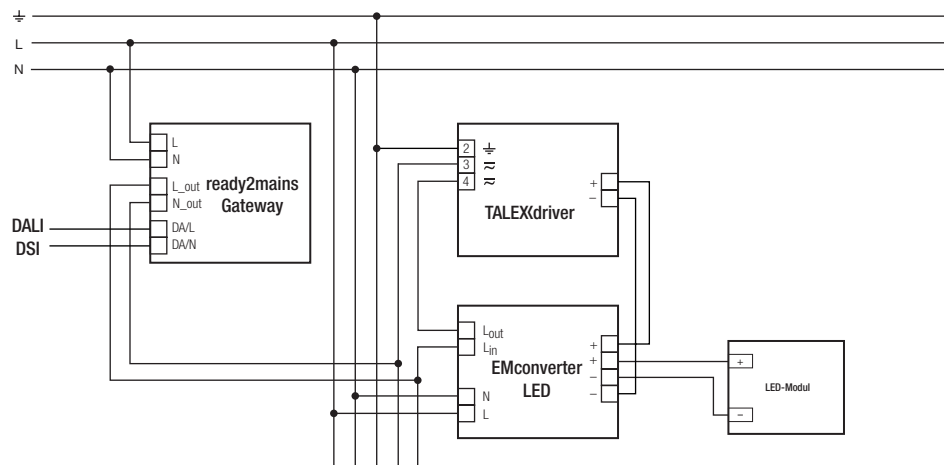 L
N
L
N
L_out
N_out
DA/L
DA/N
ready2mains
Gateway
DALI
DSI
2
3
4
+
−
TALEXXdriver
Lout
Lin
N
L
EMconverter
LED
+
+
−
−
+
−
LED-Modul